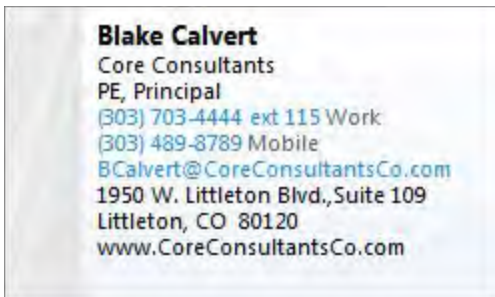 Blake Calvert
Core Consultants
PE, Principal
(303) 703-4444 ext 115 Work
(303) 489-8789 Mobile
BCalvert@CoreConsultantsCo.com
1950 W. Littleton Blvd.,Suite 109
Littleton, CO 80120
www.CoreConsultantsCo.com